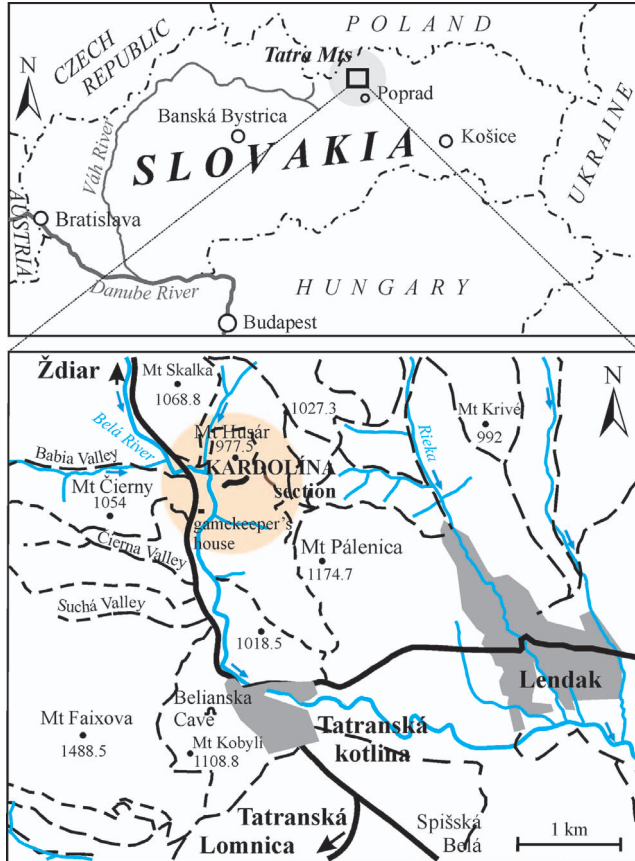 POLAND
CZECH
REPUBLIC
N
Tatra Mts
Poprad
Banská Bystrica
Košice
UKRAINE
Váh River
SLOVAKIA
AUSTRIA
Bratislava
Danube River
HUNGARY
Budapest
Ždiar
Mt Skalka
1068.8
N
Belá River
1027.3
Rieka
Mt Krivé
992
Mt Husár
977.5
Babia Valley
KARDOLÍNA
section
Mt Čierny
1054
gamekeeper's
house
Čierna Valley
Mt Pálenica
1174.7
Suchá Valley
1018.5
Lendak
Belianska
Cave
Tatranská
kotlina
Mt Faixova
1488.5
Mt Kobylí
1108.8
Tatranská
Lomnica
Spišská
Belá
1 km